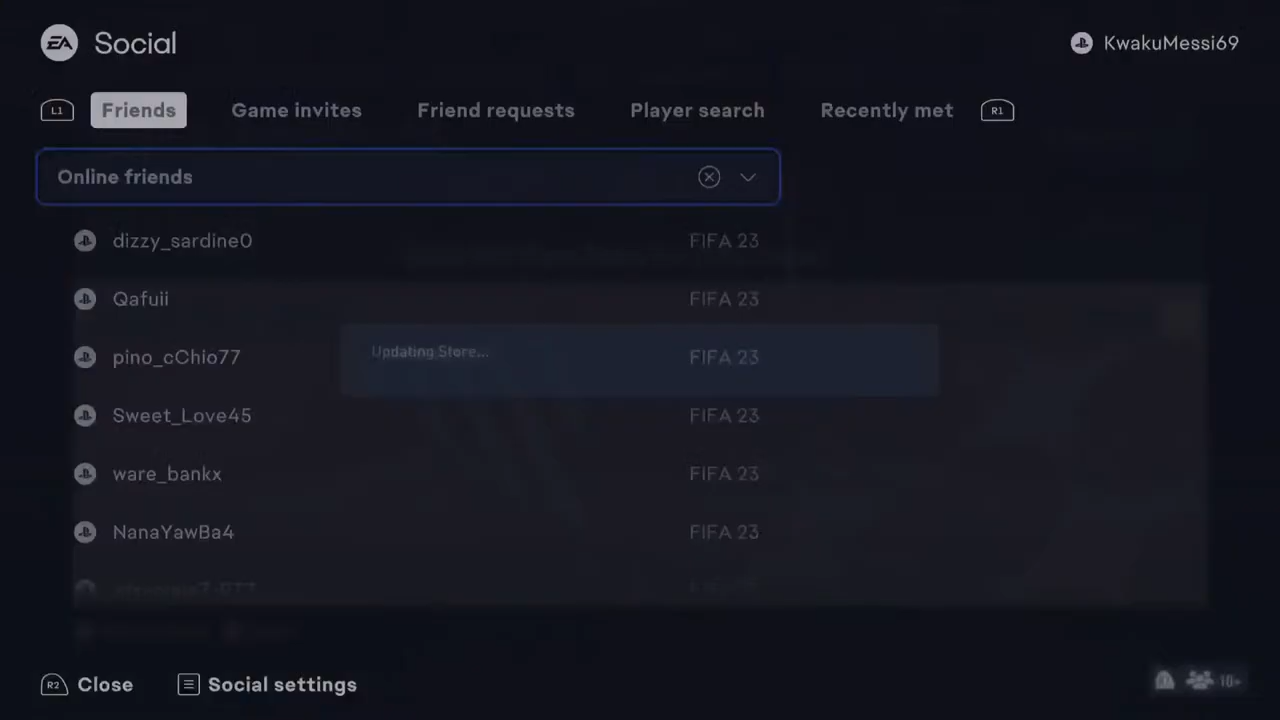 EA Social
KwakuMessi69
L1 Friends Game invites Friend requests Player search Recently met R1
Online friends
dizzy_sardine0 FIFA 23
Qafuii FIFA 23
Updating Store...
pino_cChio77 FIFA 23
Sweet_Love45 FIFA 23
ware_bankx FIFA 23
NanaYawBa4 FIFA 23
R2 Close Social settings
10+